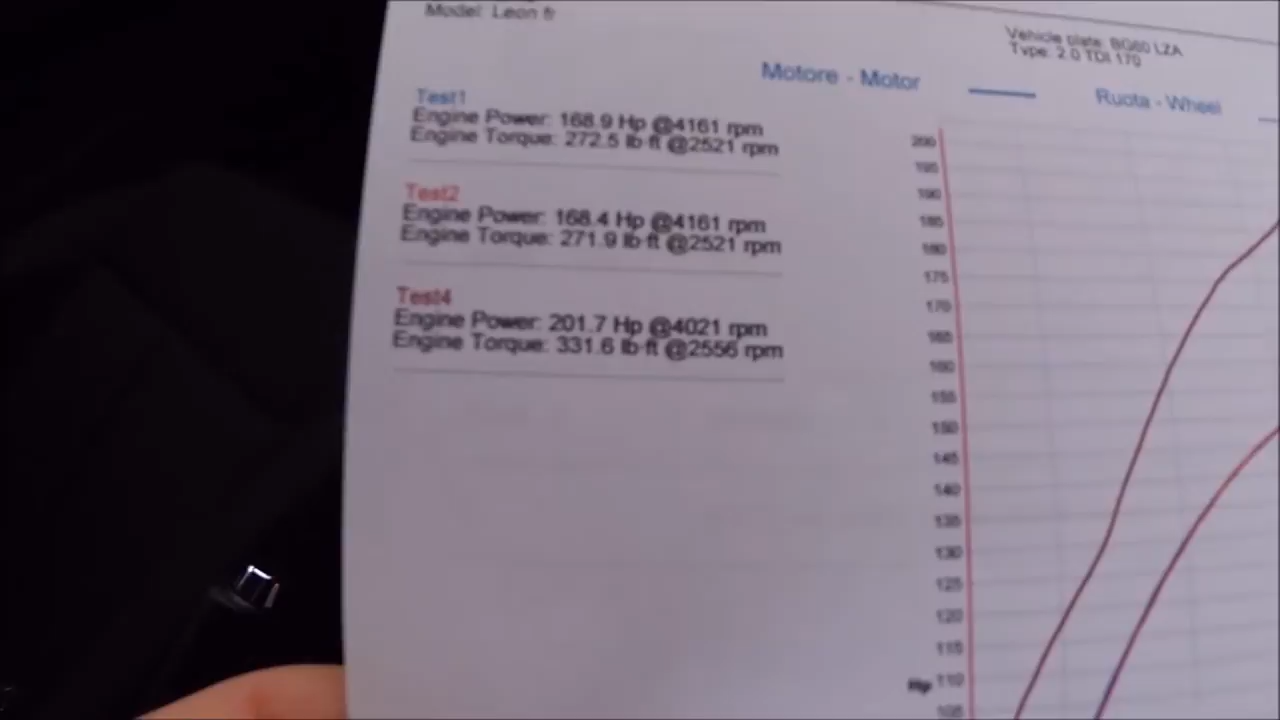 Model: Leon fr
Vehicle plate: BG60 LZA
Type: 2.0 TDI 170
Motore - Motor
Ruota - Wheel
Test1
Engine Power: 168.9 Hp @4161 rpm
Engine Torque: 272.5 lb·ft @2521 rpm
Test2
Engine Power: 168.4 Hp @4161 rpm
Engine Torque: 271.9 lb·ft @2521 rpm
Test4
Engine Power: 201.7 Hp @4021 rpm
Engine Torque: 331.6 lb·ft @2556 rpm
200
195
190
185
180
175
170
165
160
155
150
145
140
135
130
125
120
115
Hp 110
105